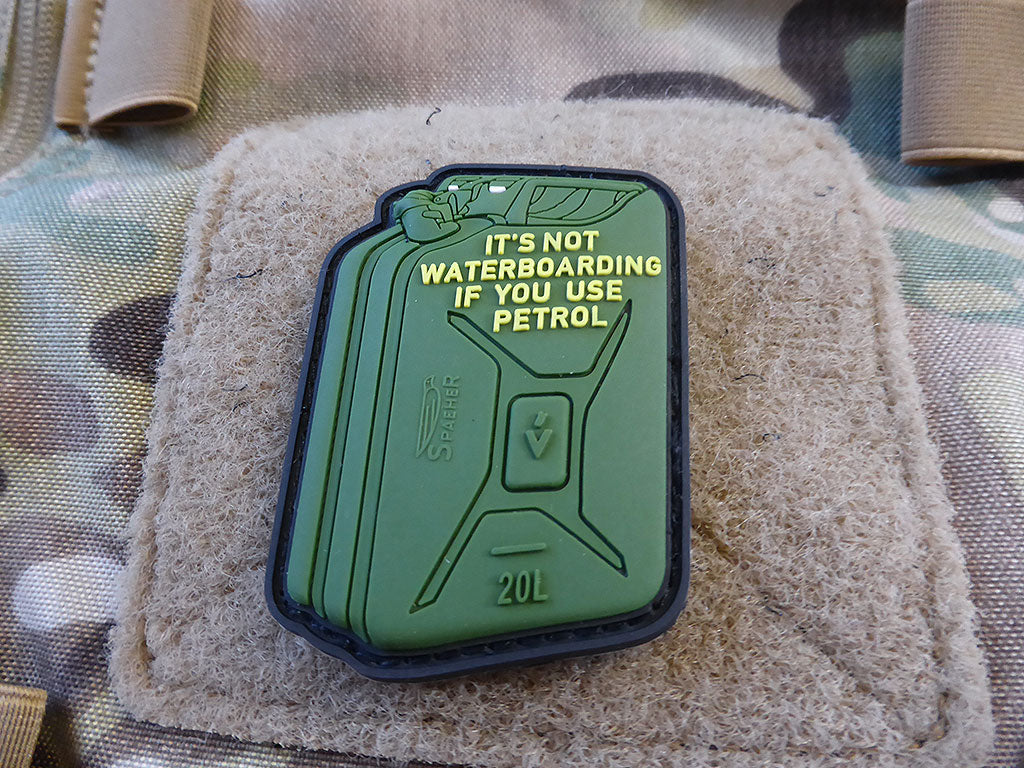 IT'S NOT
WATERBOARDING
IF YOU USE
PETROL
SPAEHER
20L